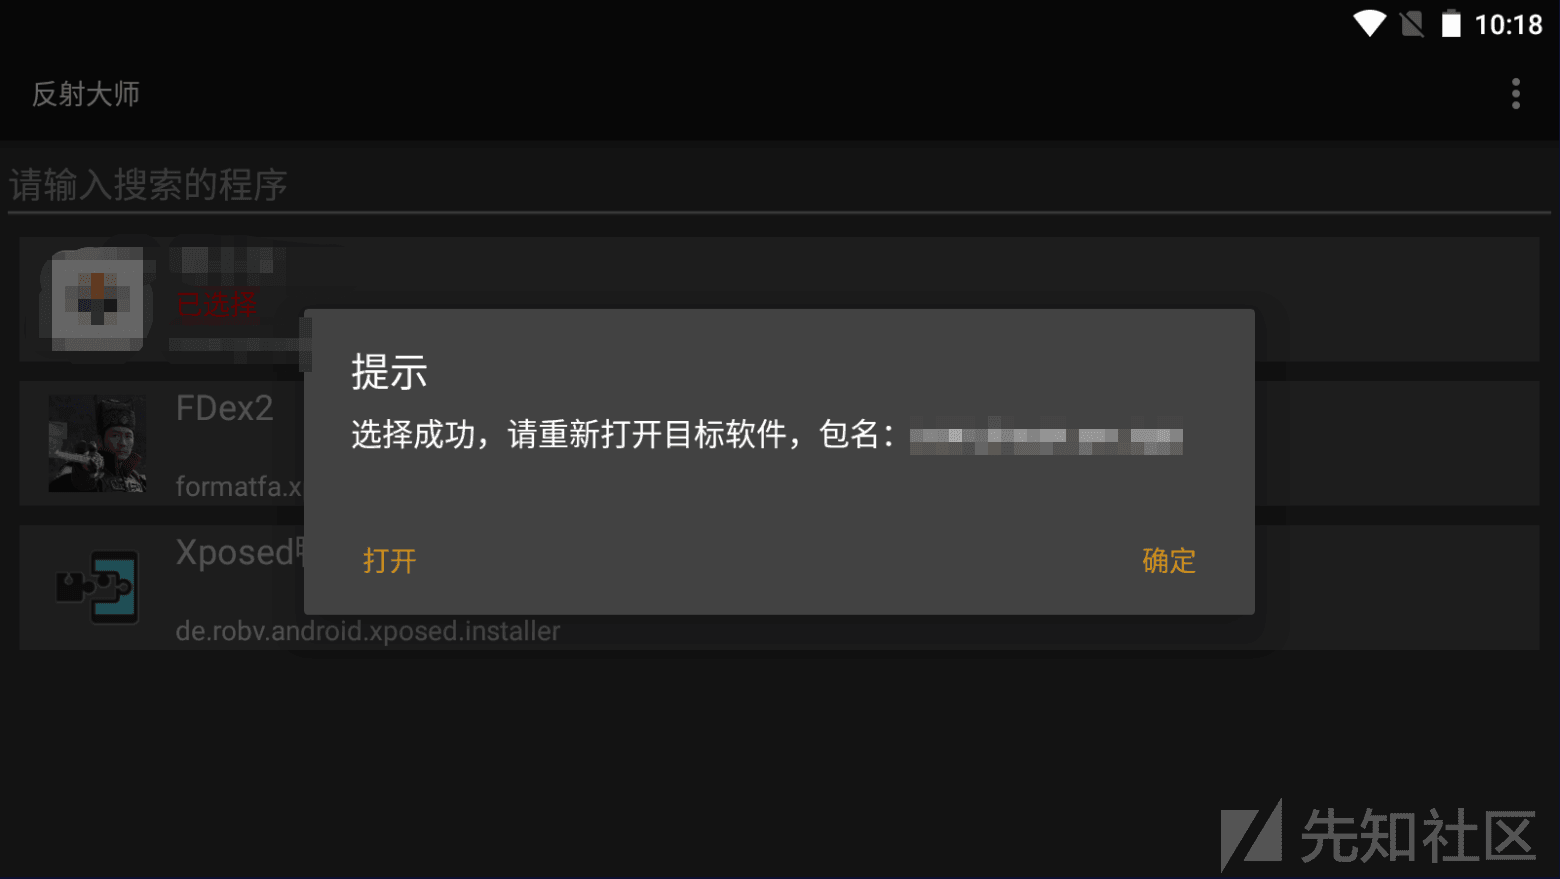 10:18
反射大师
请输入搜索的程序
已选择
提示
选择成功，请重新打开目标软件，包名：
打开
确定
FDex2
formatfa.x
Xposed
de.robv.android.xposed.installer
先知社区